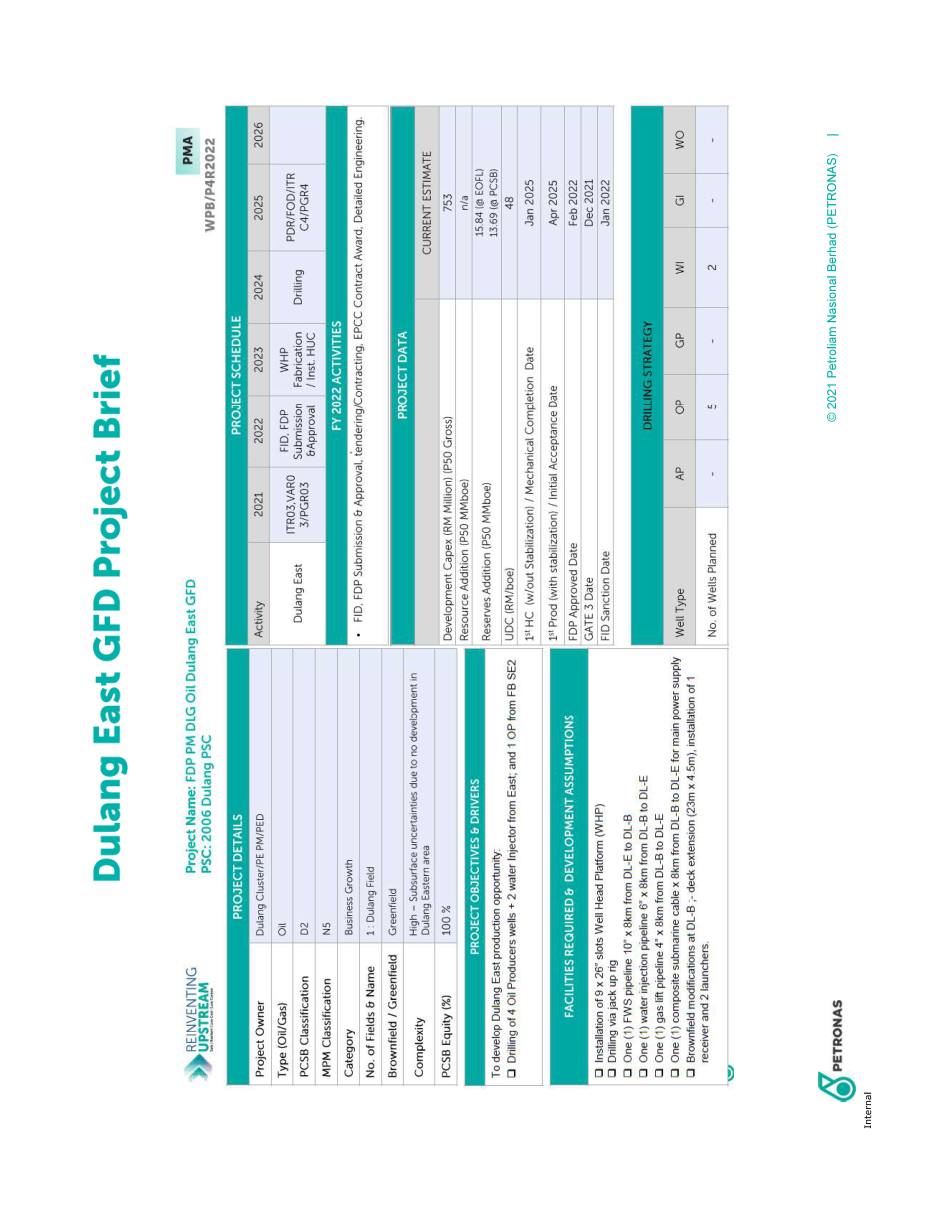 Dulang East GFD Project Brief
REINVENTING
UPSTREAM
Project Name: FDP PM DLG Oil Dulang East GFD
PSC: 2006 Dulang PSC
PMA
WPB/P4R2022
PROJECT DETAILS
Project Owner Dulang Cluster/PE PM/PED
Type (Oil/Gas) Oil
PCSB Classification D2
MPM Classification N5
Category Business Growth
No. of Fields & Name 1 : Dulang Field
Brownfield / Greenfield Greenfield
Complexity High – Subsurface uncertainties due to no development in
Dulang Eastern area
PCSB Equity (%) 100 %
PROJECT OBJECTIVES & DRIVERS
To develop Dulang East production opportunity:
❑ Drilling of 4 Oil Producers wells + 2 water Injector from East; and 1 OP from FB SE2
FACILITIES REQUIRED & DEVELOPMENT ASSUMPTIONS
❑ Installation of 9 x 26” slots Well Head Platform (WHP)
❑ Drilling via jack up rig
❑ One (1) FWS pipeline 10” x 8km from DL-E to DL-B
❑ One (1) water injection pipeline 6” x 8km from DL-B to DL-E
❑ One (1) gas lift pipeline 4” x 8km from DL-B to DL-E
❑ One (1) composite submarine cable x 8km from DL-B to DL-E for main power supply
❑ Brownfield modifications at DL-B ;- deck extension (23m x 4.5m), installation of 1
receiver and 2 launchers.
PROJECT SCHEDULE
Activity 2021 2022 2023 2024 2025 2026
Dulang East
ITR03,VAR0
3/PGR03
FID, FDP
Submission
&Approval
WHP
Fabrication
/ Inst. HUC
Drilling
PDR/FOD/ITR
C4/PGR4
FY 2022 ACTIVITIES
• FID, FDP Submission & Approval, tendering/Contracting, EPCC Contract Award, Detailed Engineering.
PROJECT DATA
CURRENT ESTIMATE
Development Capex (RM Million) (P50 Gross) 753
Resource Addition (P50 MMboe) n/a
Reserves Addition (P50 MMboe) 15.84 (@ EOFL)
13.69 (@ PCSB)
UDC (RM/boe) 48
1st HC (w/out Stabilization) / Mechanical Completion Date Jan 2025
1st Prod (with stabilization) / Initial Acceptance Date Apr 2025
FDP Approved Date Feb 2022
GATE 3 Date Dec 2021
FID Sanction Date Jan 2022
DRILLING STRATEGY
Well Type AP OP GP WI GI WO
No. of Wells Planned - 5 - 2 - -
PETRONAS
© 2021 Petroliam Nasional Berhad (PETRONAS) |
Internal